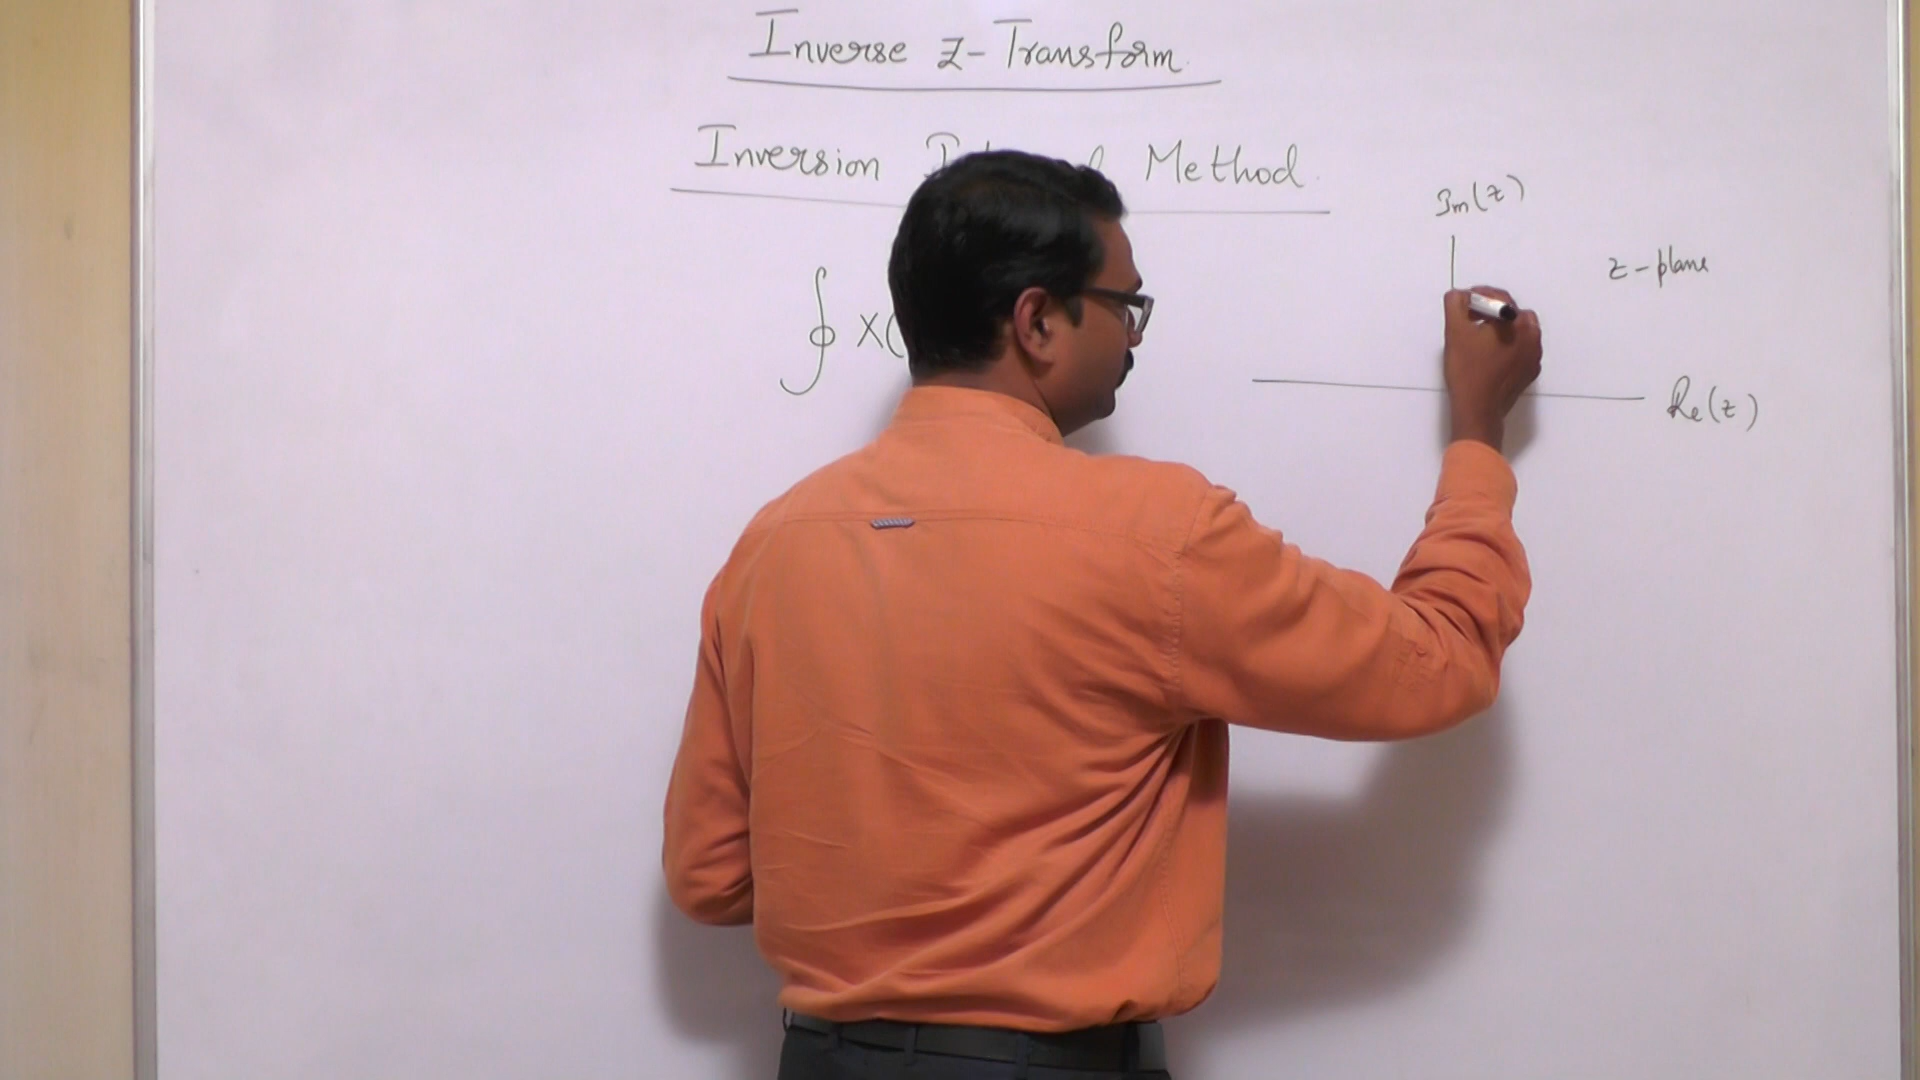 Inverse z-Transform
Inversion Method
∮ X(
Im(z)
z-plane
Re(z)